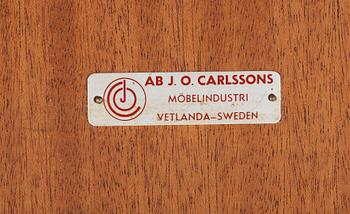 AB J. O. CARLSSONS
MÖBELINDUSTRI
VETLANDA–SWEDEN